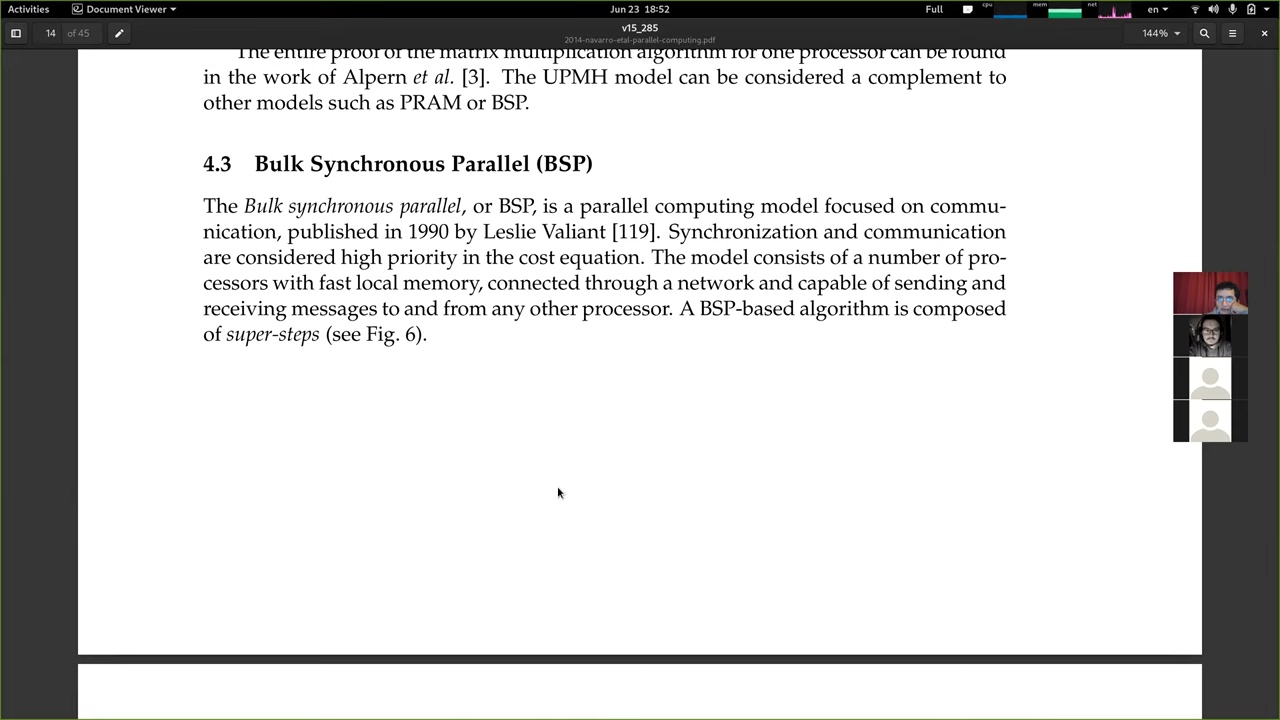 Activities
Document Viewer
Jun 23 18:52
Full
cpu
mem
net
en
14
of 45
v15_285
2014-navarro-etal-parallel-computing.pdf
144%
The entire proof of the matrix multiplication algorithm for one processor can be found
in the work of Alpern et al. [3]. The UPMH model can be considered a complement to
other models such as PRAM or BSP.
4.3 Bulk Synchronous Parallel (BSP)
The Bulk synchronous parallel, or BSP, is a parallel computing model focused on commu-
nication, published in 1990 by Leslie Valiant [119]. Synchronization and communication
are considered high priority in the cost equation. The model consists of a number of pro-
cessors with fast local memory, connected through a network and capable of sending and
receiving messages to and from any other processor. A BSP-based algorithm is composed
of super-steps (see Fig. 6).